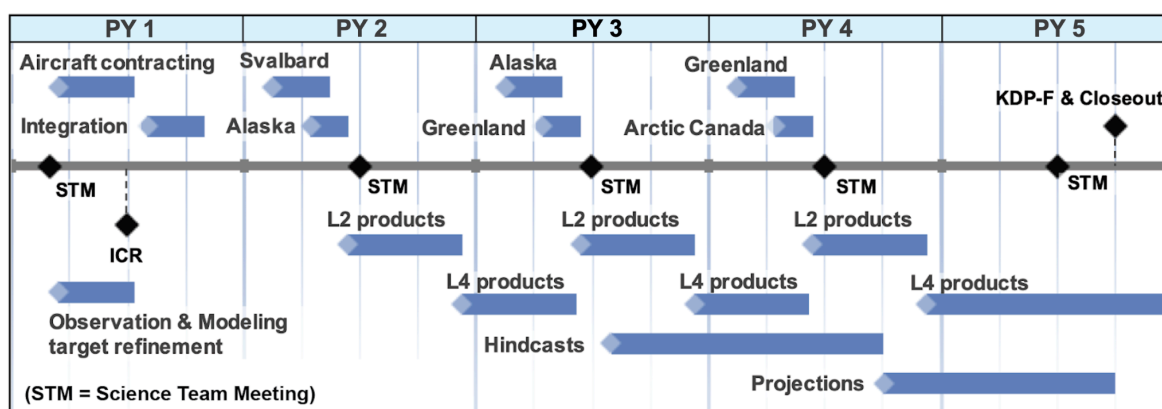 PY 1 PY 2 PY 3 PY 4 PY 5
Aircraft contracting Svalbard Alaska Greenland
KDP-F & Closeout
Integration Alaska Greenland Arctic Canada
STM STM STM STM STM
L2 products L2 products L2 products
ICR
L4 products L4 products L4 products
Observation & Modeling
target refinement
Hindcasts
Projections
(STM = Science Team Meeting)